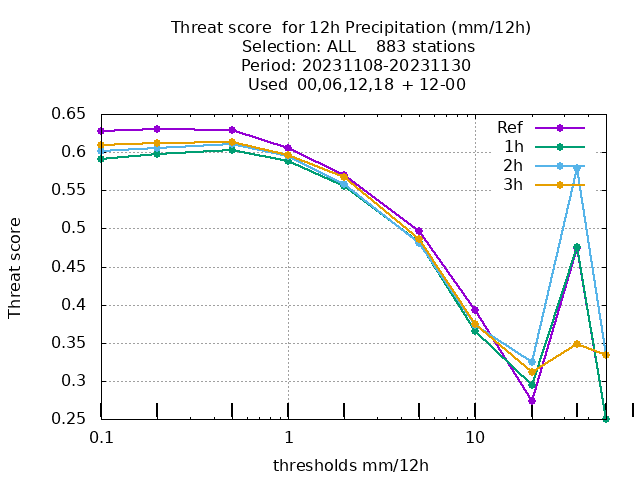 Threat score  for 12h Precipitation (mm/12h)
Selection: ALL    883 stations
Period: 20231108-20231130
Used  00,06,12,18  + 12-00
0.65
0.6
0.55
0.5
0.45
0.4
0.35
0.3
0.25
Threat score
Ref
1h
2h
3h
0.1
1
10
thresholds mm/12h